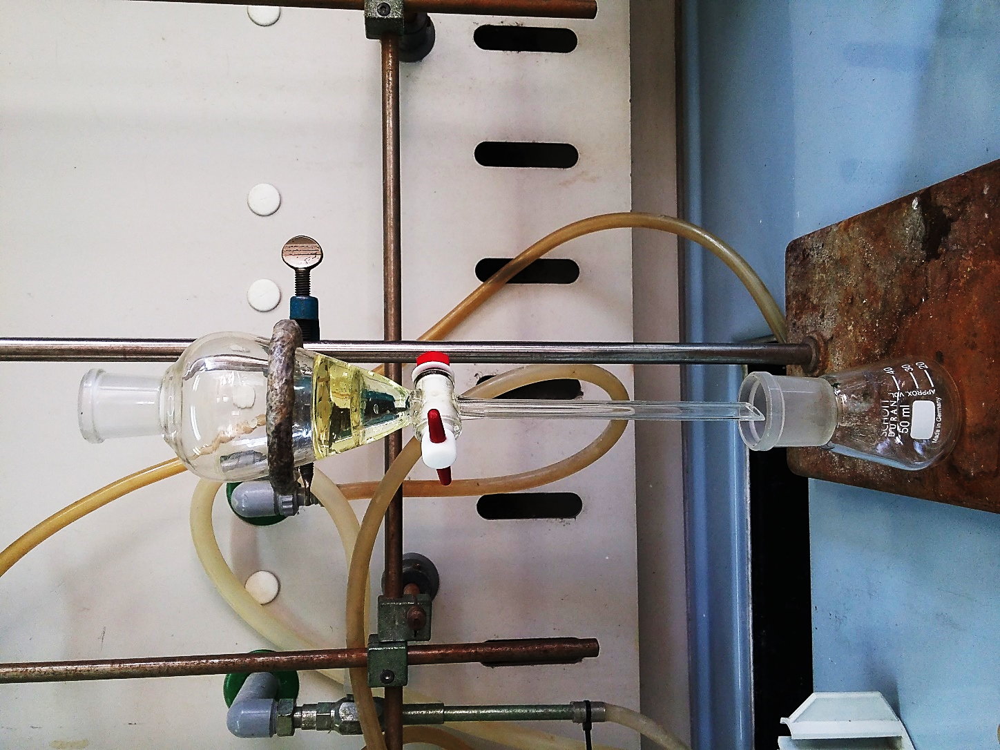 20
30
40
APPROX. VOL.
SCHOTT
DURAN
50 ml
Made in Germany